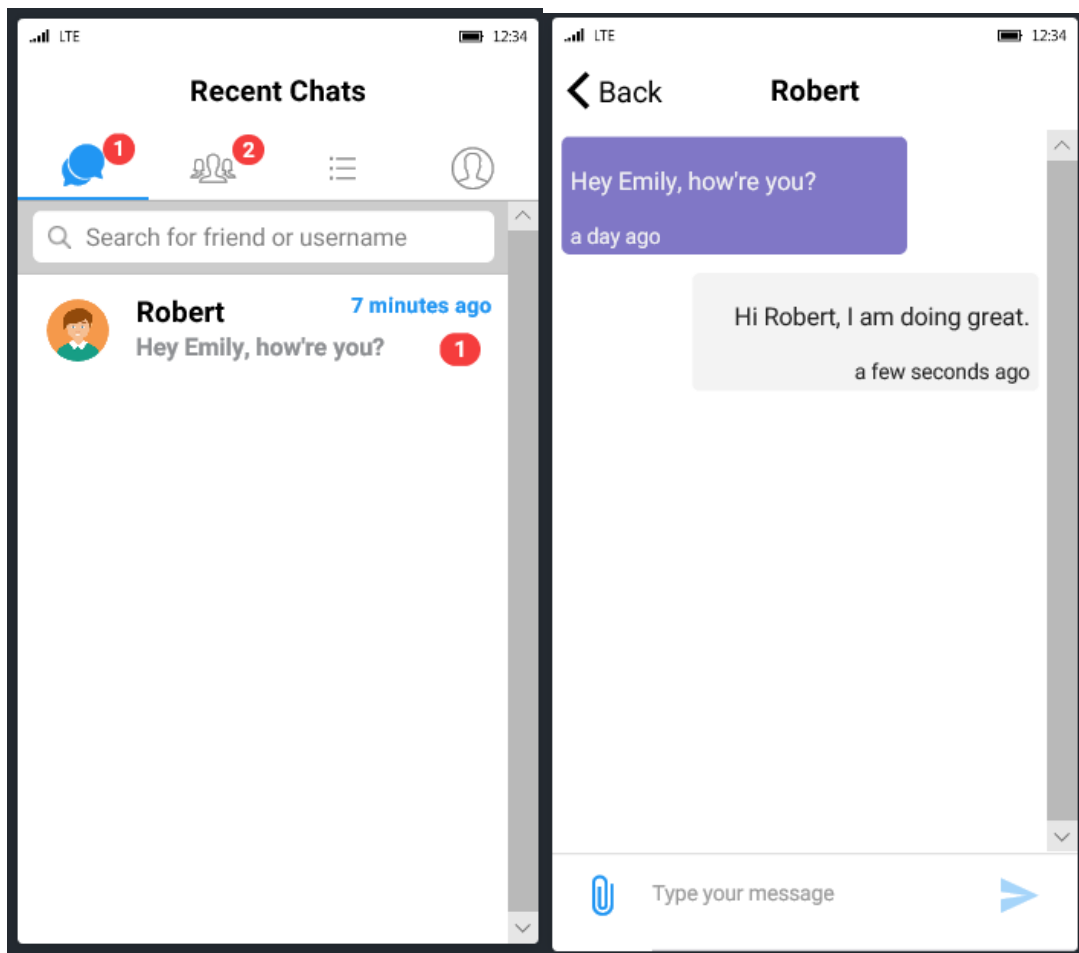 LTE 12:34
Recent Chats
1
2
Search for friend or username
Robert 7 minutes ago
Hey Emily, how're you? 1
LTE 12:34
Back Robert
Hey Emily, how're you?
a day ago
Hi Robert, I am doing great.
a few seconds ago
Type your message